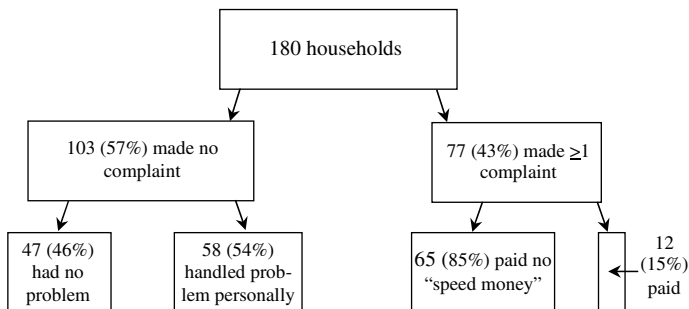 180 households
103 (57%) made no
complaint
77 (43%) made ≥1
complaint
47 (46%)
had no
problem
58 (54%)
handled prob-
lem personally
65 (85%) paid no
“speed money”
12
(15%)
paid